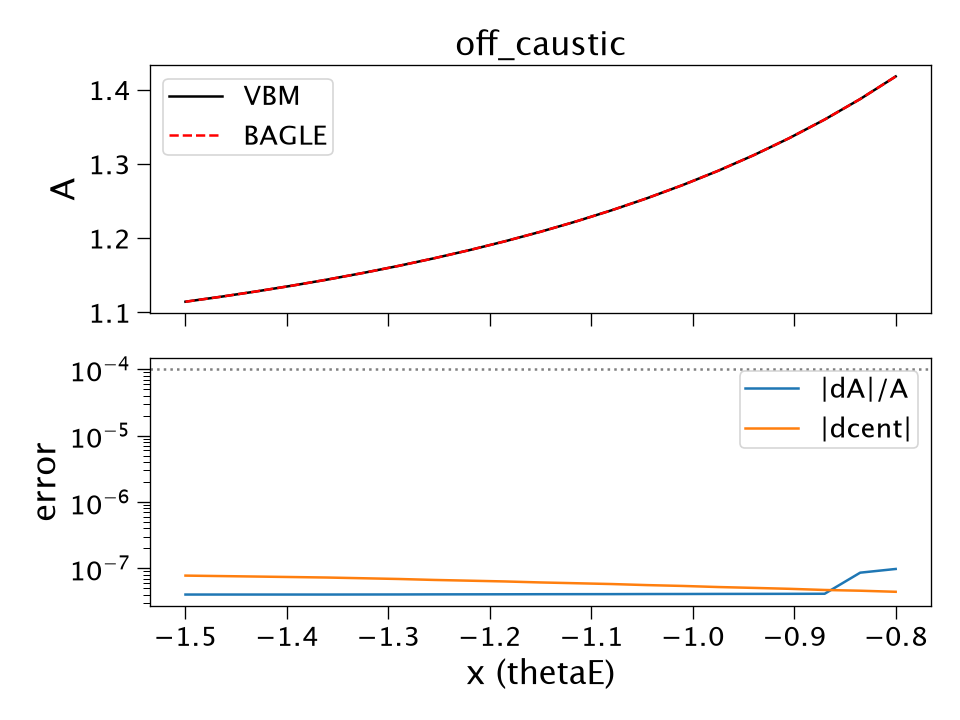 off_caustic
VBM
BAGLE
A
1.4
1.3
1.2
1.1
|dA|/A
|dcent|
error
10⁻⁴
10⁻⁵
10⁻⁶
10⁻⁷
−1.5 −1.4 −1.3 −1.2 −1.1 −1.0 −0.9 −0.8
x (thetaE)